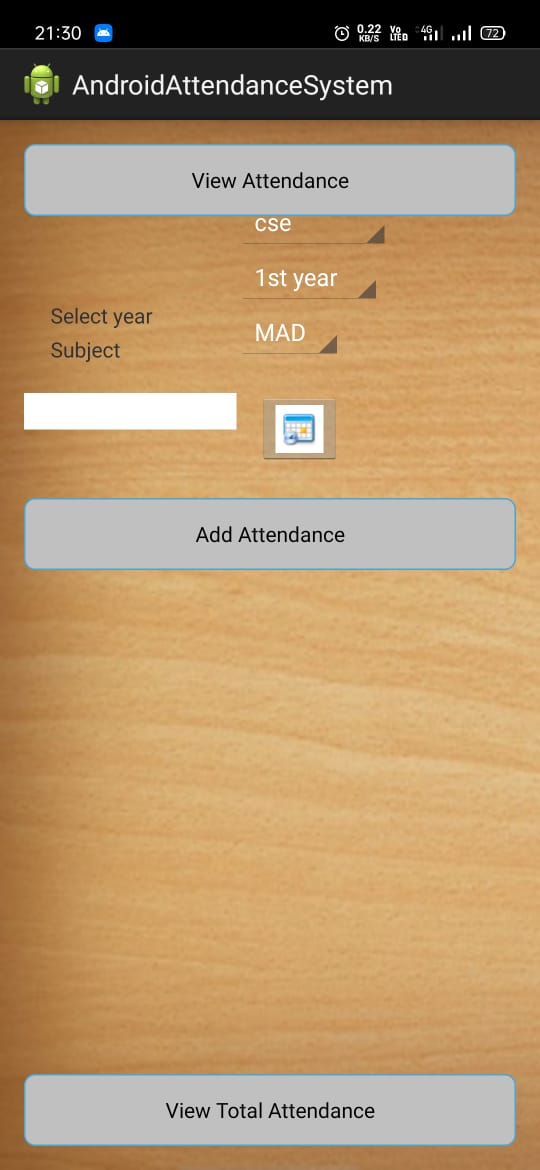 21:30 0.22 KB/S Vo LTED 4G 72
AndroidAttendanceSystem
View Attendance
cse
1st year
Select year
MAD
Subject
Add Attendance
View Total Attendance